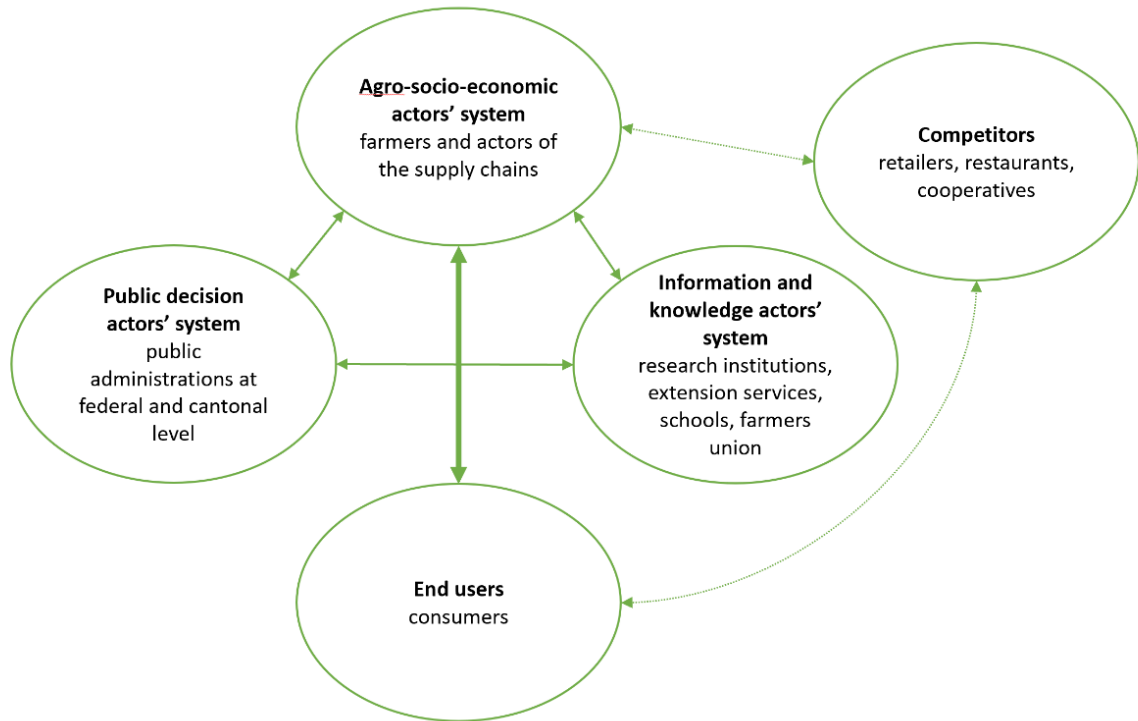 Agro-socio-economic
actors’ system
farmers and actors of
the supply chains
Competitors
retailers, restaurants,
cooperatives
Public decision
actors’ system
public
administrations at
federal and cantonal
level
Information and
knowledge actors’
system
research institutions,
extension services,
schools, farmers
union
End users
consumers